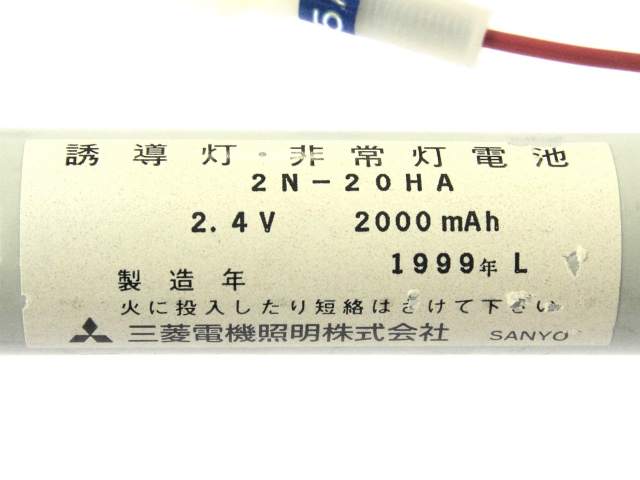 5A
誘導灯・非常灯電池
2N-20HA
2.4V 2000mAh
製造年 1999年 L
火に投入したり短絡はさけて下さい
三菱電機照明株式会社 SANYO